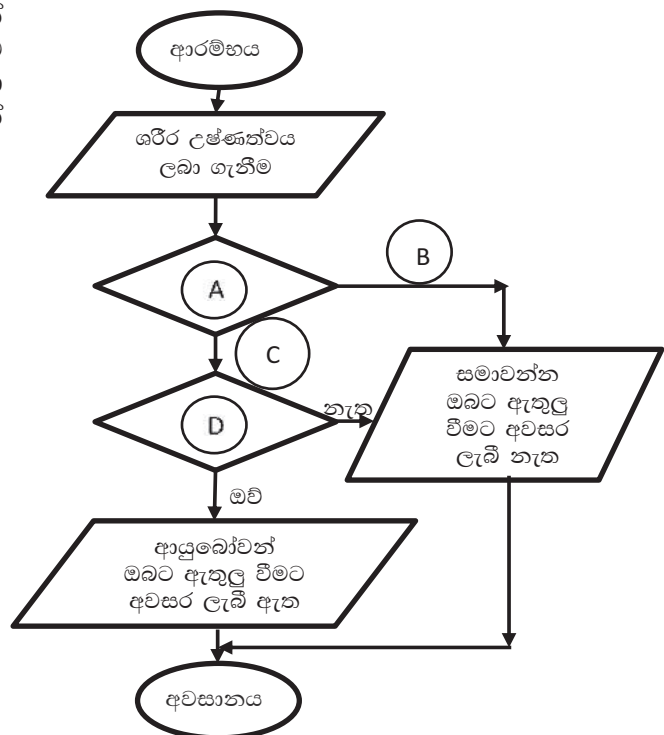 ආරම්භය
ශරීර උෂ්ණත්වය
ලබා ගැනීම
A
B
C
D
නැත
සමාවන්න
ඔබට ඇතුලු
වීමට අවසර
ලැබී නැත
ඔව්
ආයුබෝවන්
ඔබට ඇතුලු වීමට
අවසර ලැබී ඇත
අවසානය